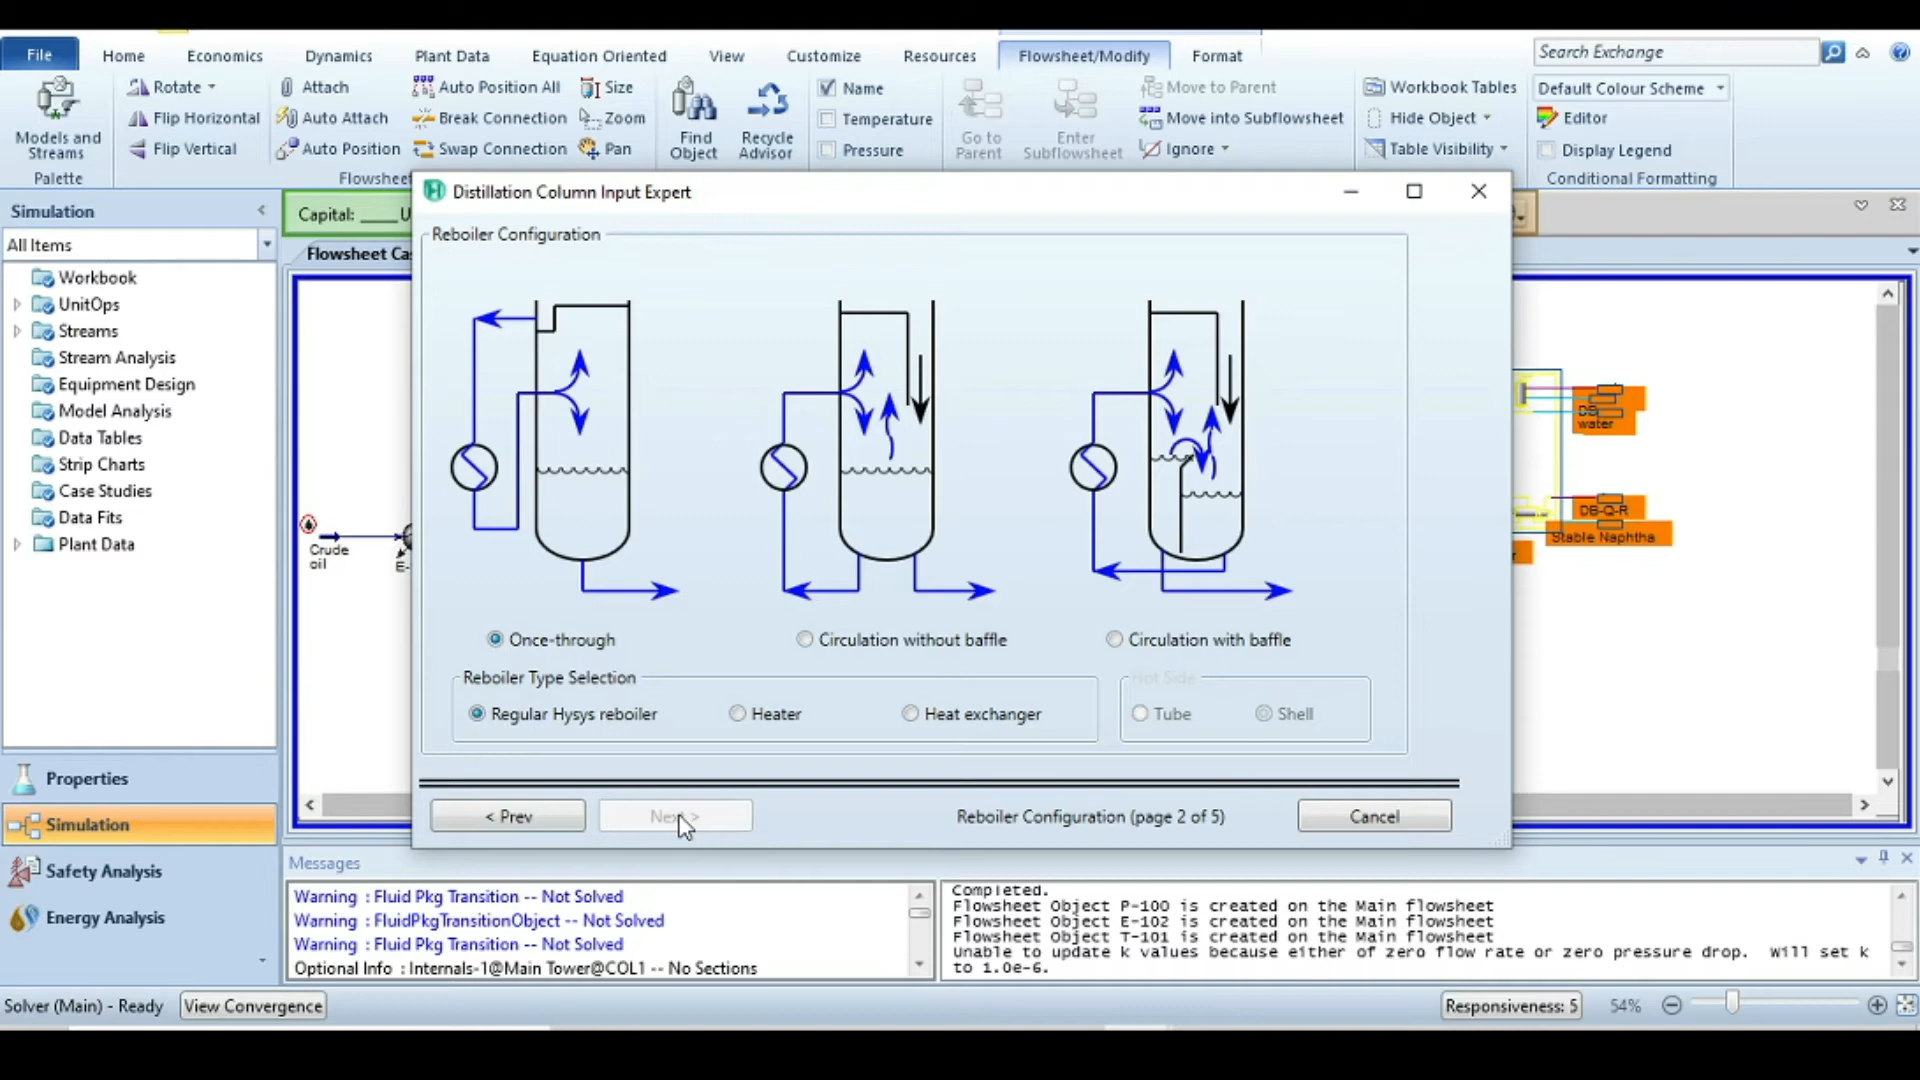 File
Home
Economics
Dynamics
Plant Data
Equation Oriented
View
Customize
Resources
Flowsheet/Modify
Format
Search Exchange
Models and
Streams
Palette
Rotate
Flip Horizontal
Flip Vertical
Attach
Auto Attach
Auto Position
Auto Position All
Break Connection
Swap Connection
Size
Zoom
Pan
Flowsheet
Find
Object
Recycle
Advisor
Name
Temperature
Pressure
Go to
Parent
Enter
Subflowsheet
Move to Parent
Move into Subflowsheet
Ignore
Workbook Tables
Hide Object
Table Visibility
Default Colour Scheme
Editor
Display Legend
Conditional Formatting
Simulation
All Items
Workbook
UnitOps
Streams
Stream Analysis
Equipment Design
Model Analysis
Data Tables
Strip Charts
Case Studies
Data Fits
Plant Data
Properties
Simulation
Safety Analysis
Energy Analysis
Capital: ____U
Flowsheet Ca
Crude
oil
E-
Distillation Column Input Expert
Reboiler Configuration
Once-through
Circulation without baffle
Circulation with baffle
Reboiler Type Selection
Regular Hysys reboiler
Heater
Heat exchanger
Hot Side
Tube
Shell
< Prev
Next >
Reboiler Configuration (page 2 of 5)
Cancel
water
DB-Q-R
Stable Naphtha
Messages
Warning : Fluid Pkg Transition -- Not Solved
Warning : FluidPkgTransitionObject -- Not Solved
Warning : Fluid Pkg Transition -- Not Solved
Optional Info : Internals-1@Main Tower@COL1 -- No Sections
Completed.
Flowsheet Object P-100 is created on the Main flowsheet
Flowsheet Object E-102 is created on the Main flowsheet
Flowsheet Object T-101 is created on the Main flowsheet
Unable to update k values because either of zero flow rate or zero pressure drop. Will set k
to 1.0e-6.
Solver (Main) - Ready
View Convergence
Responsiveness: 5
54%